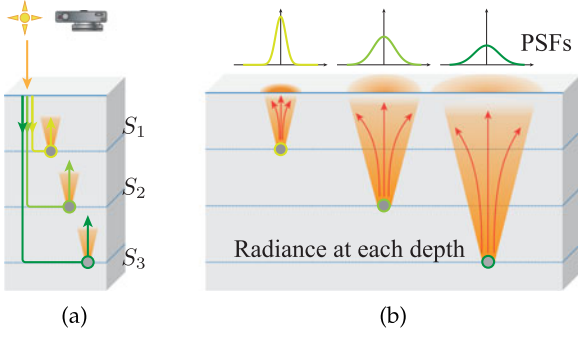 PSFs
S1
S2
S3
Radiance at each depth
(a)
(b)